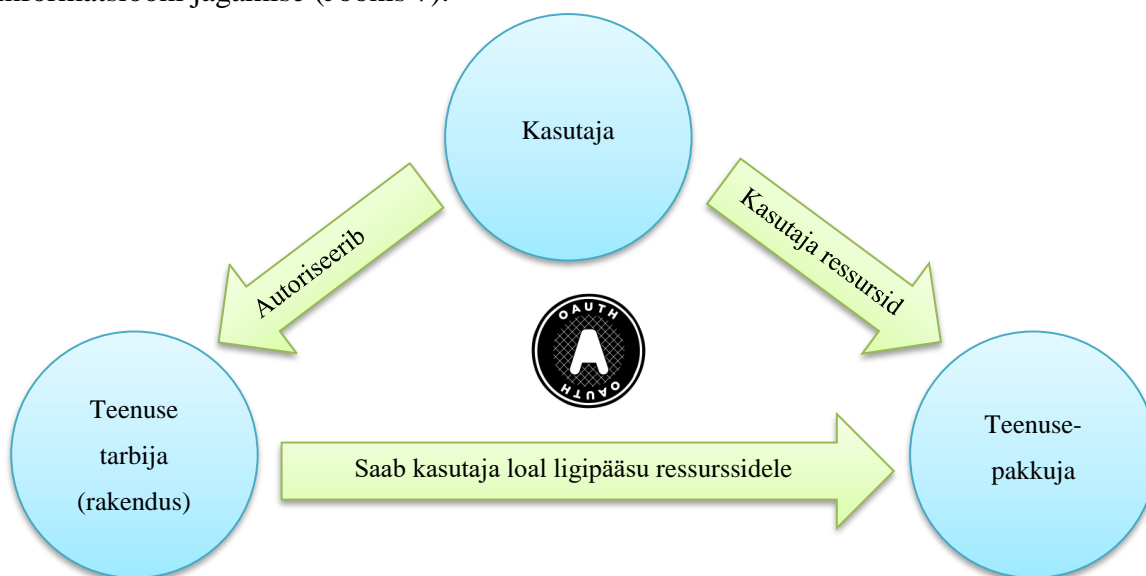 informatsiooni jagamise (Joonis 7).
Kasutaja
Autoriseerib
Kasutaja ressursid
OAUTH
OAUTH
A
Teenuse
tarbija
(rakendus)
Saab kasutaja loal ligipääsu ressurssidele
Teenuse-
pakkuja